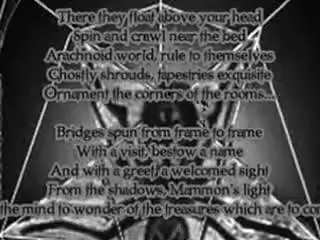 There they float above your head
Spin and crawl near the bed
Arachnoid world, rule to themselves
Ghostly shrouds, tapestries exquisite
Ornament the corners of the rooms...
Bridges spun from frame to frame
With a visit, bestow a name
And with a greet, a welcomed sight
From the shadows, Mammon's light
the mind to wonder of the treasures which are to